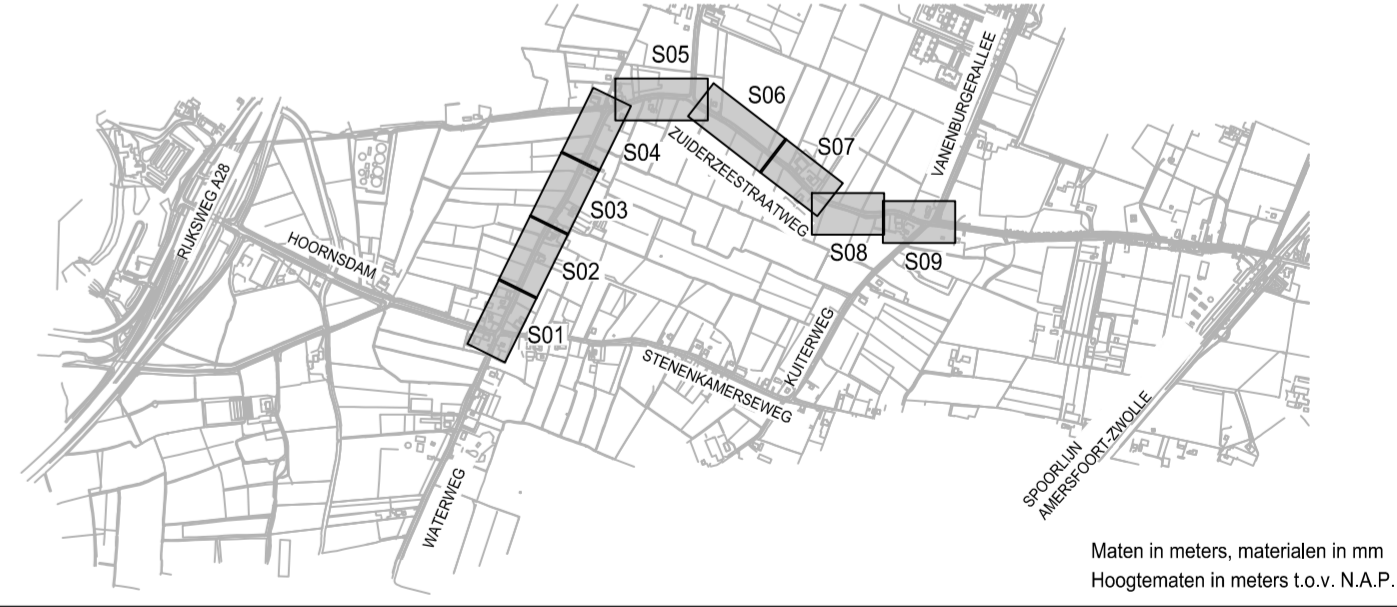 S05
S06
VANENBURGERALLEE
S07
S04
ZUIDERZEESTRAATWEG
RIJKSWEG A28
S03
HOORNSDAM
S08
S09
S02
S01
STENENKAMERSEWEG
KUITERWEG
WATERWEG
SPOORLIJN
AMERSFOORT-ZWOLLE
Maten in meters, materialen in mm
Hoogtematen in meters t.o.v. N.A.P.